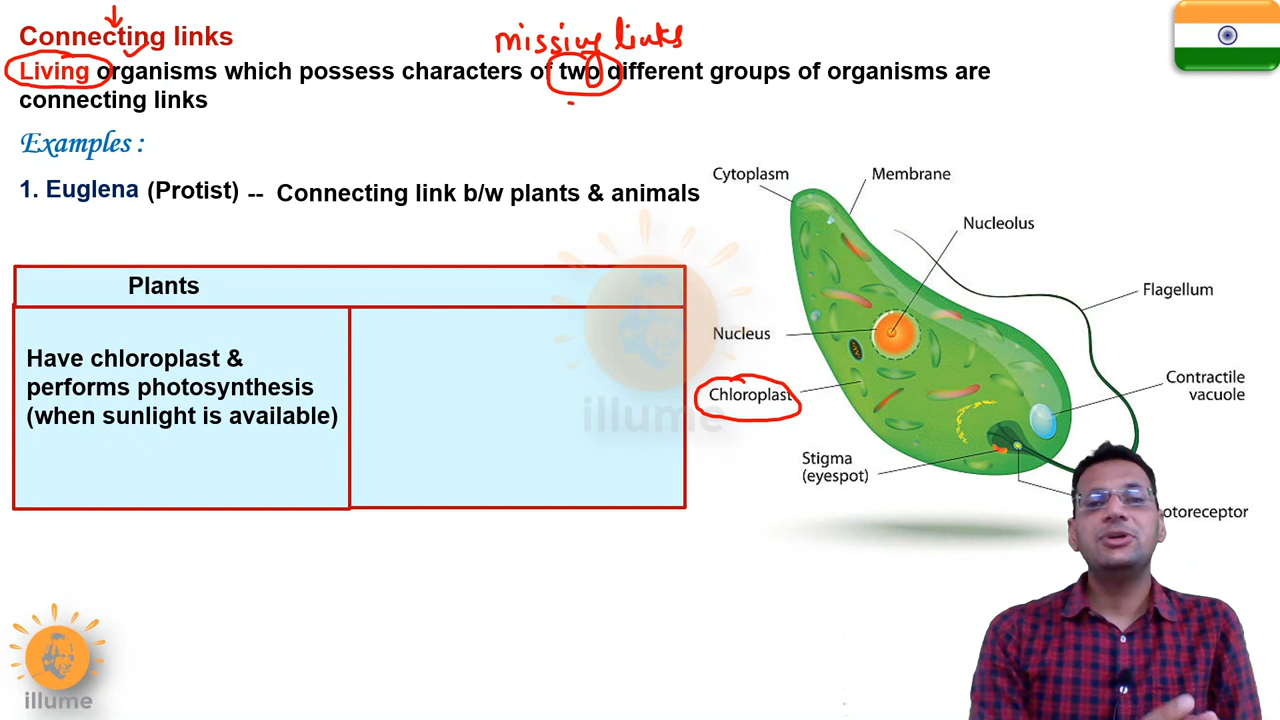 Connecting links
missing links
Living organisms which possess characters of two different groups of organisms are
connecting links
Examples :
1. Euglena (Protist) -- Connecting link b/w plants & animals
Plants
Have chloroplast &
performs photosynthesis
(when sunlight is available)
Cytoplasm
Membrane
Nucleolus
Flagellum
Nucleus
Contractile
vacuole
Chloroplast
Stigma
(eyespot)
otoreceptor
illume
illume